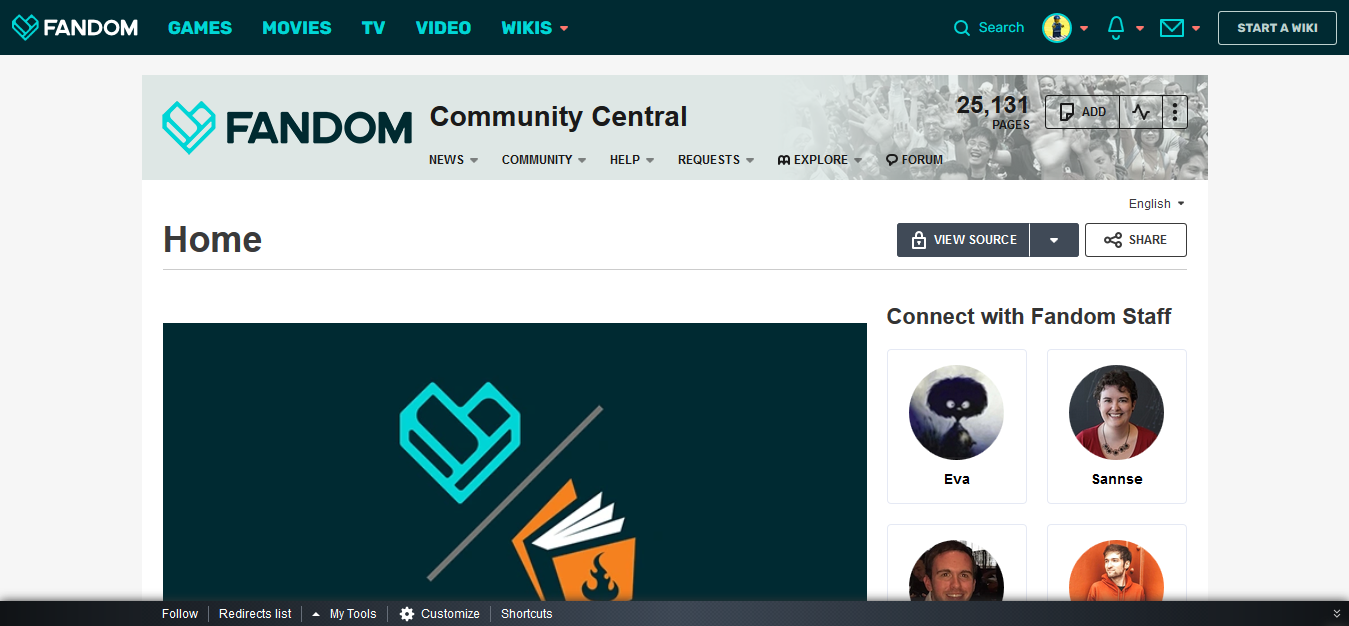 FANDOM GAMES MOVIES TV VIDEO WIKIS Search START A WIKI
FANDOM
Community Central
25,131
PAGES
ADD
NEWS COMMUNITY HELP REQUESTS EXPLORE FORUM
English
Home
VIEW SOURCE SHARE
Connect with Fandom Staff
Eva Sannse
Follow Redirects list My Tools Customize Shortcuts